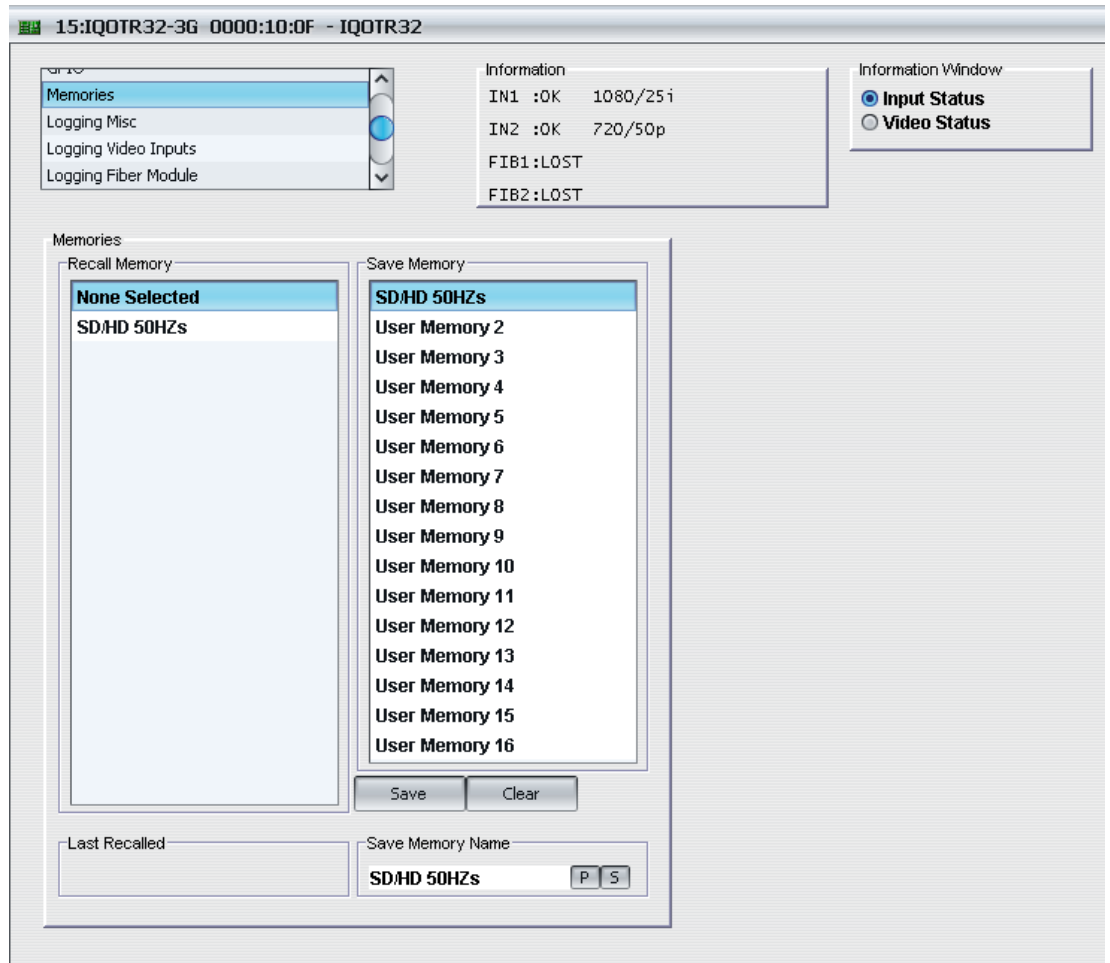 15:IQOTR32-3G 0000:10:0F - IQOTR32
GPIO
Memories
Logging Misc
Logging Video Inputs
Logging Fiber Module
Information
IN1 :OK 1080/25i
IN2 :OK 720/50p
FIB1:LOST
FIB2:LOST
Information Window
Input Status
Video Status
Memories
Recall Memory
None Selected
SD/HD 50HZs
Save Memory
SD/HD 50HZs
User Memory 2
User Memory 3
User Memory 4
User Memory 5
User Memory 6
User Memory 7
User Memory 8
User Memory 9
User Memory 10
User Memory 11
User Memory 12
User Memory 13
User Memory 14
User Memory 15
User Memory 16
Save Clear
Last Recalled
Save Memory Name
SD/HD 50HZs P S